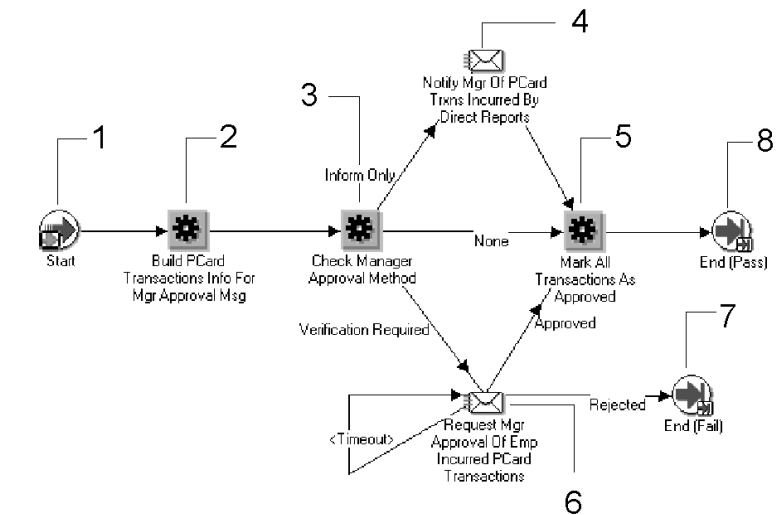 4
Notify Mgr Of PCard
Trxns Incurred By
Direct Reports
3
1
2
5
8
Inform Only
Start
Build PCard
Transactions Info For
Mgr Approval Msg
Check Manager
Approval Method
None
Mark All
Transactions As
Approved
End (Pass)
Verification Required
Approved
7
<Timeout>
Request Mgr
Approval Of Emp
Incurred PCard
Transactions
Rejected
End (Fail)
6